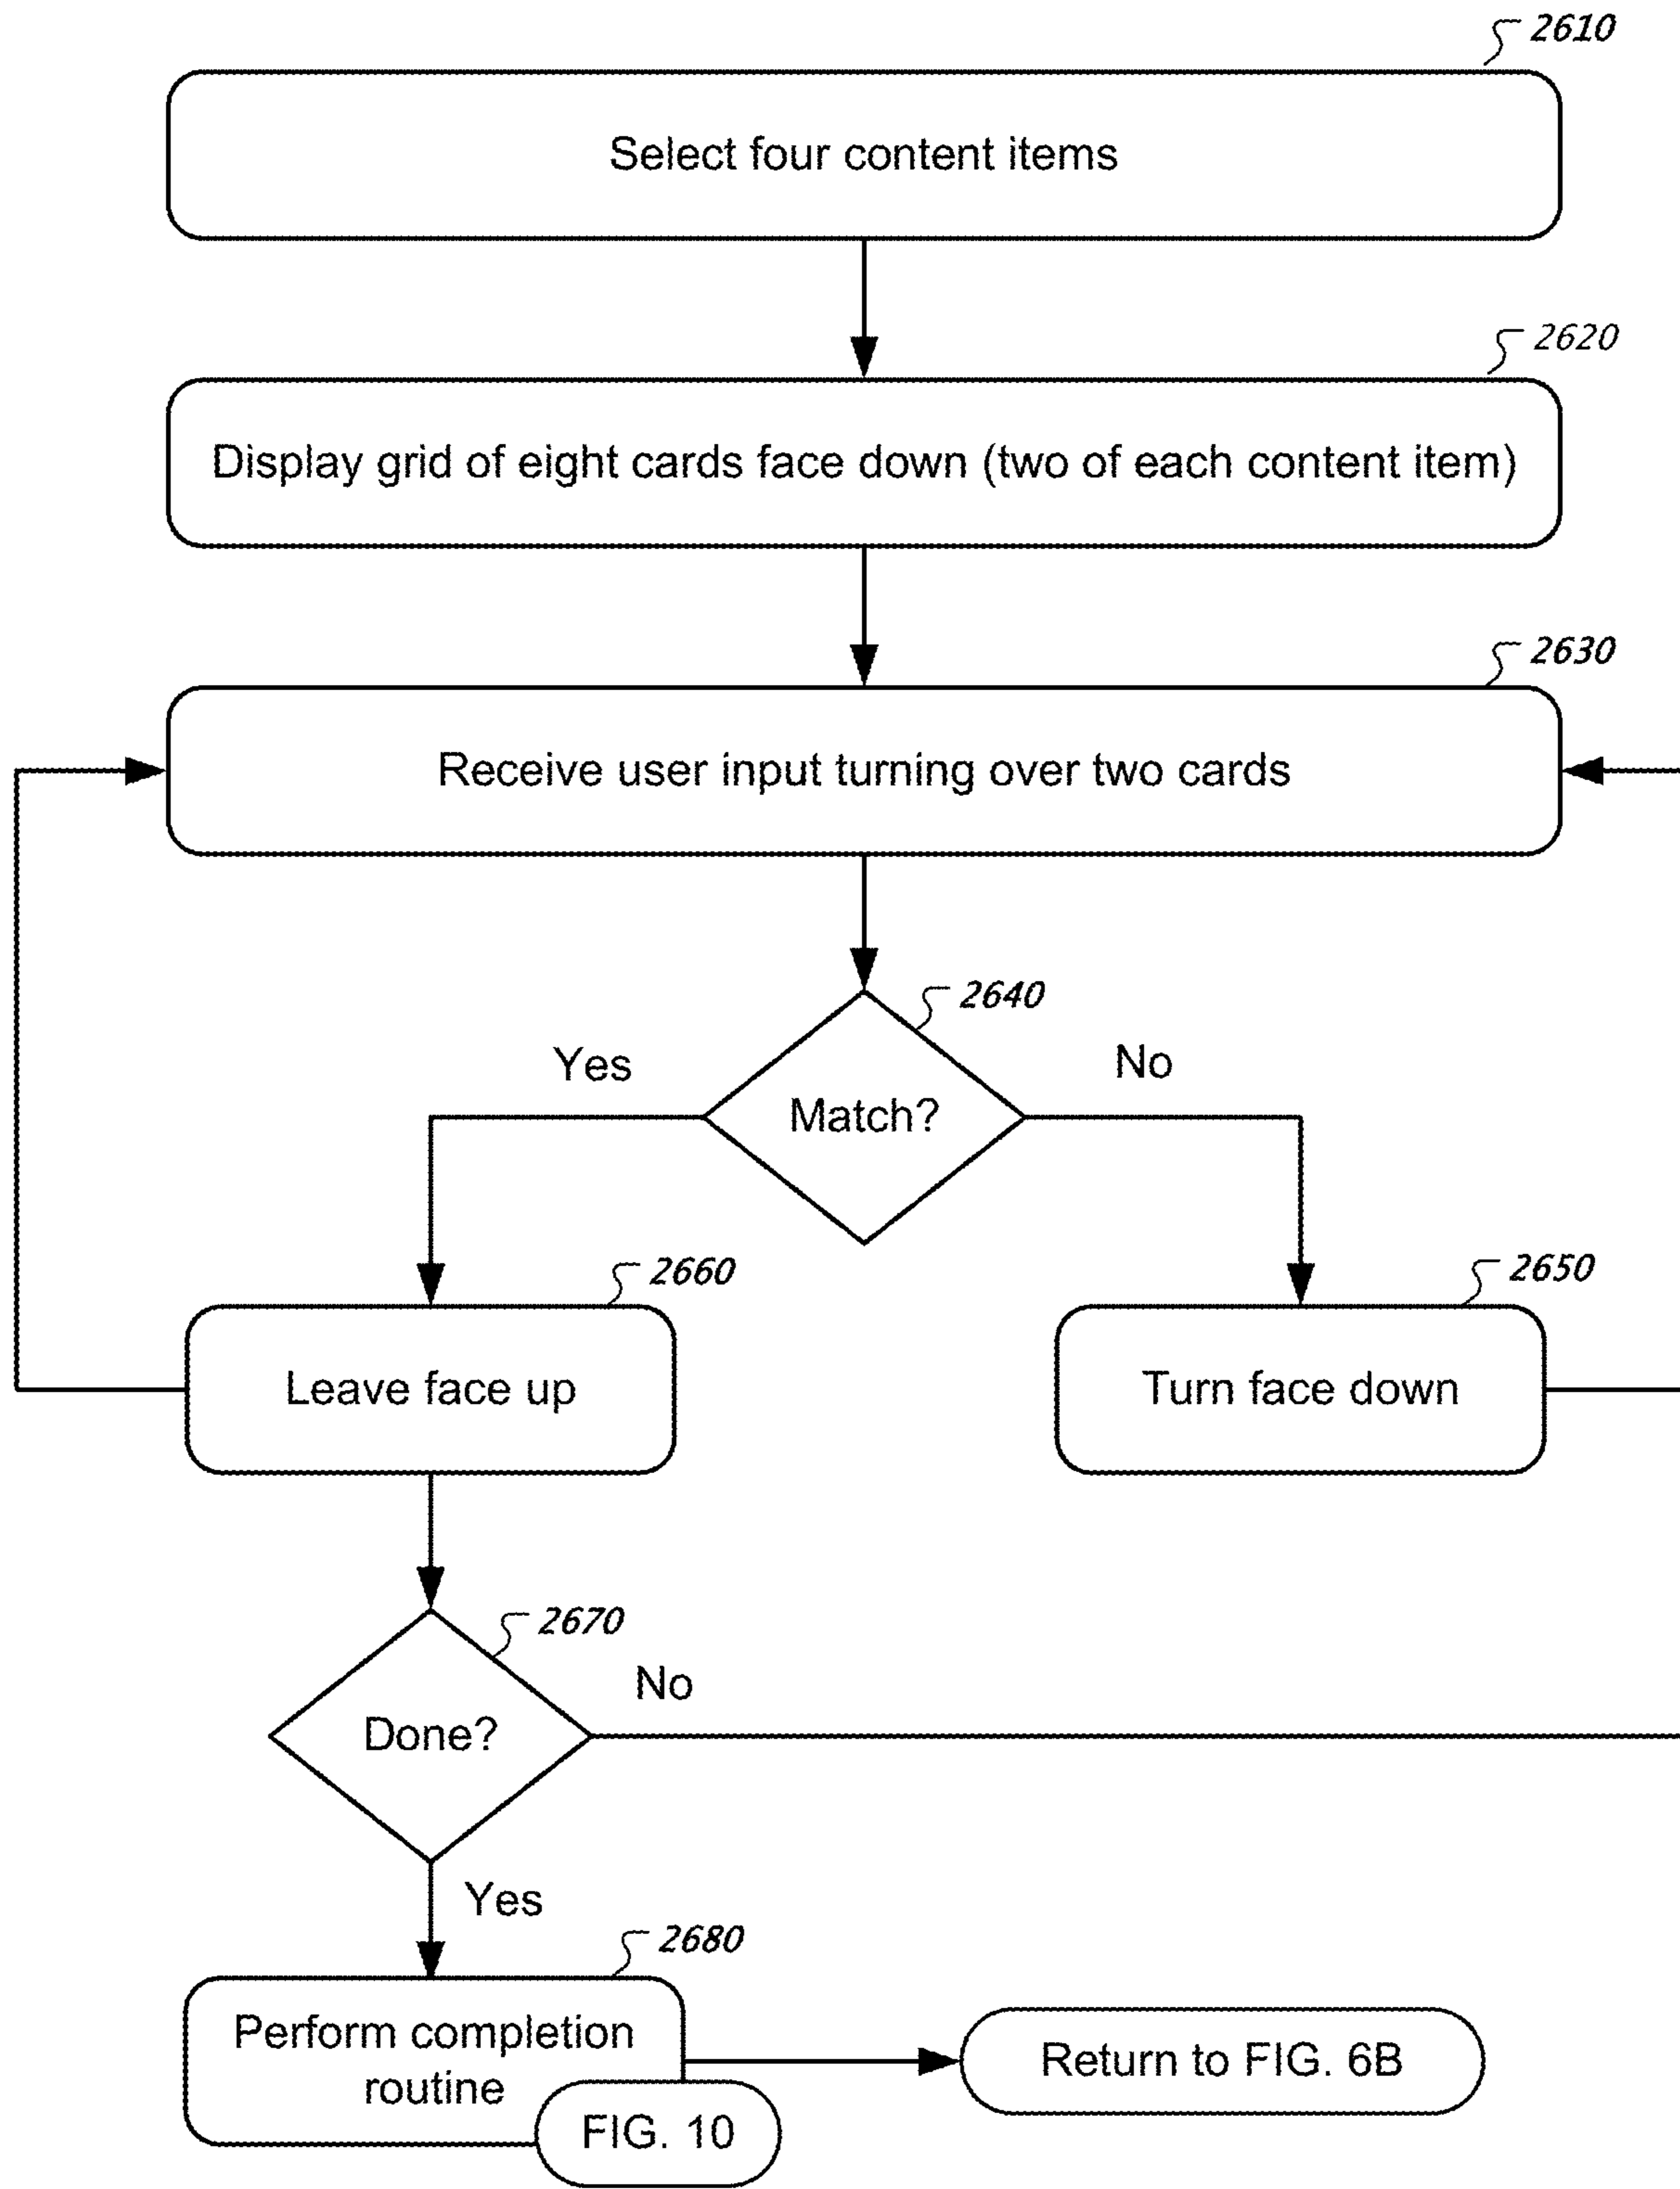 2610
Select four content items
2620
Display grid of eight cards face down (two of each content item)
2630
Receive user input turning over two cards
2640
Yes
No
Match?
2660
2650
Leave face up
Turn face down
2670
No
Done?
Yes
2680
Perform completion
routine
Return to FIG. 6B
FIG. 10